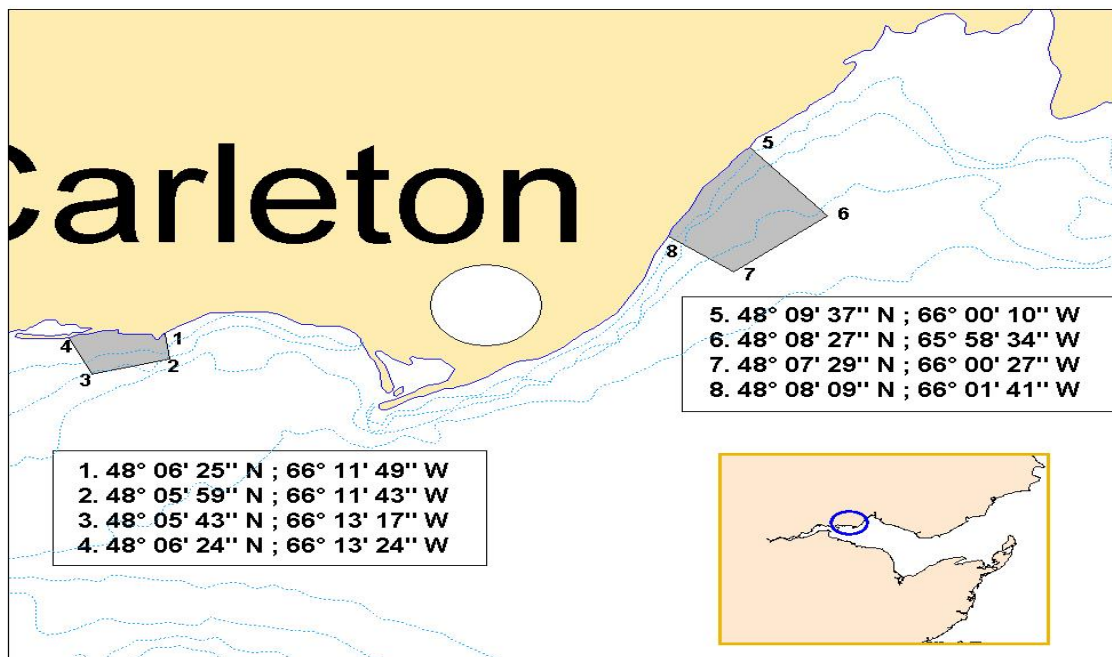 Carleton
5
6
7
8
1
2
3
4
5. 48° 09' 37'' N ; 66° 00' 10'' W
6. 48° 08' 27'' N ; 65° 58' 34'' W
7. 48° 07' 29'' N ; 66° 00' 27'' W
8. 48° 08' 09'' N ; 66° 01' 41'' W
1. 48° 06' 25'' N ; 66° 11' 49'' W
2. 48° 05' 59'' N ; 66° 11' 43'' W
3. 48° 05' 43'' N ; 66° 13' 17'' W
4. 48° 06' 24'' N ; 66° 13' 24'' W